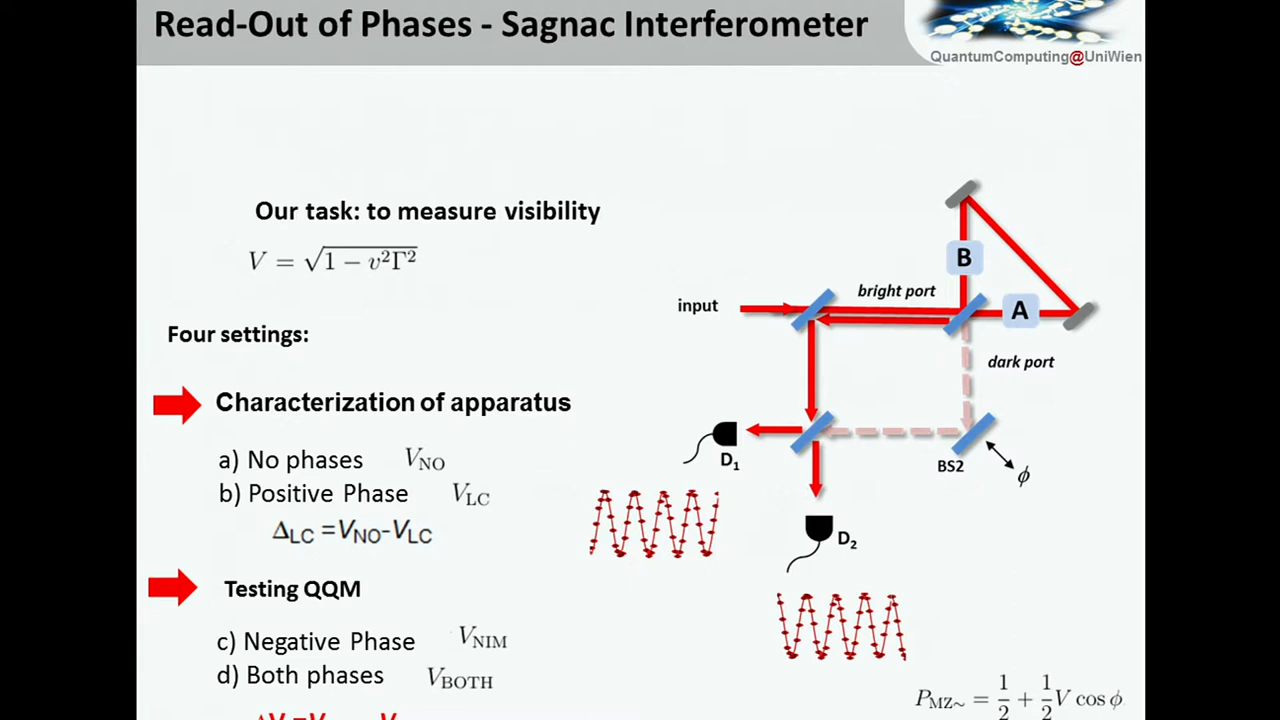 Read-Out of Phases - Sagnac Interferometer
QuantumComputing@UniWien
Our task: to measure visibility
V = √1 − v²Γ²
Four settings:
Characterization of apparatus
a) No phases V_NO
b) Positive Phase V_LC
Δ_LC =V_NO-V_LC
Testing QQM
c) Negative Phase V_NIM
d) Both phases V_BOTH
input
bright port
B
A
dark port
D₁
BS2
ϕ
D₂
P_MZ~ = 1/2 + 1/2 V cos ϕ